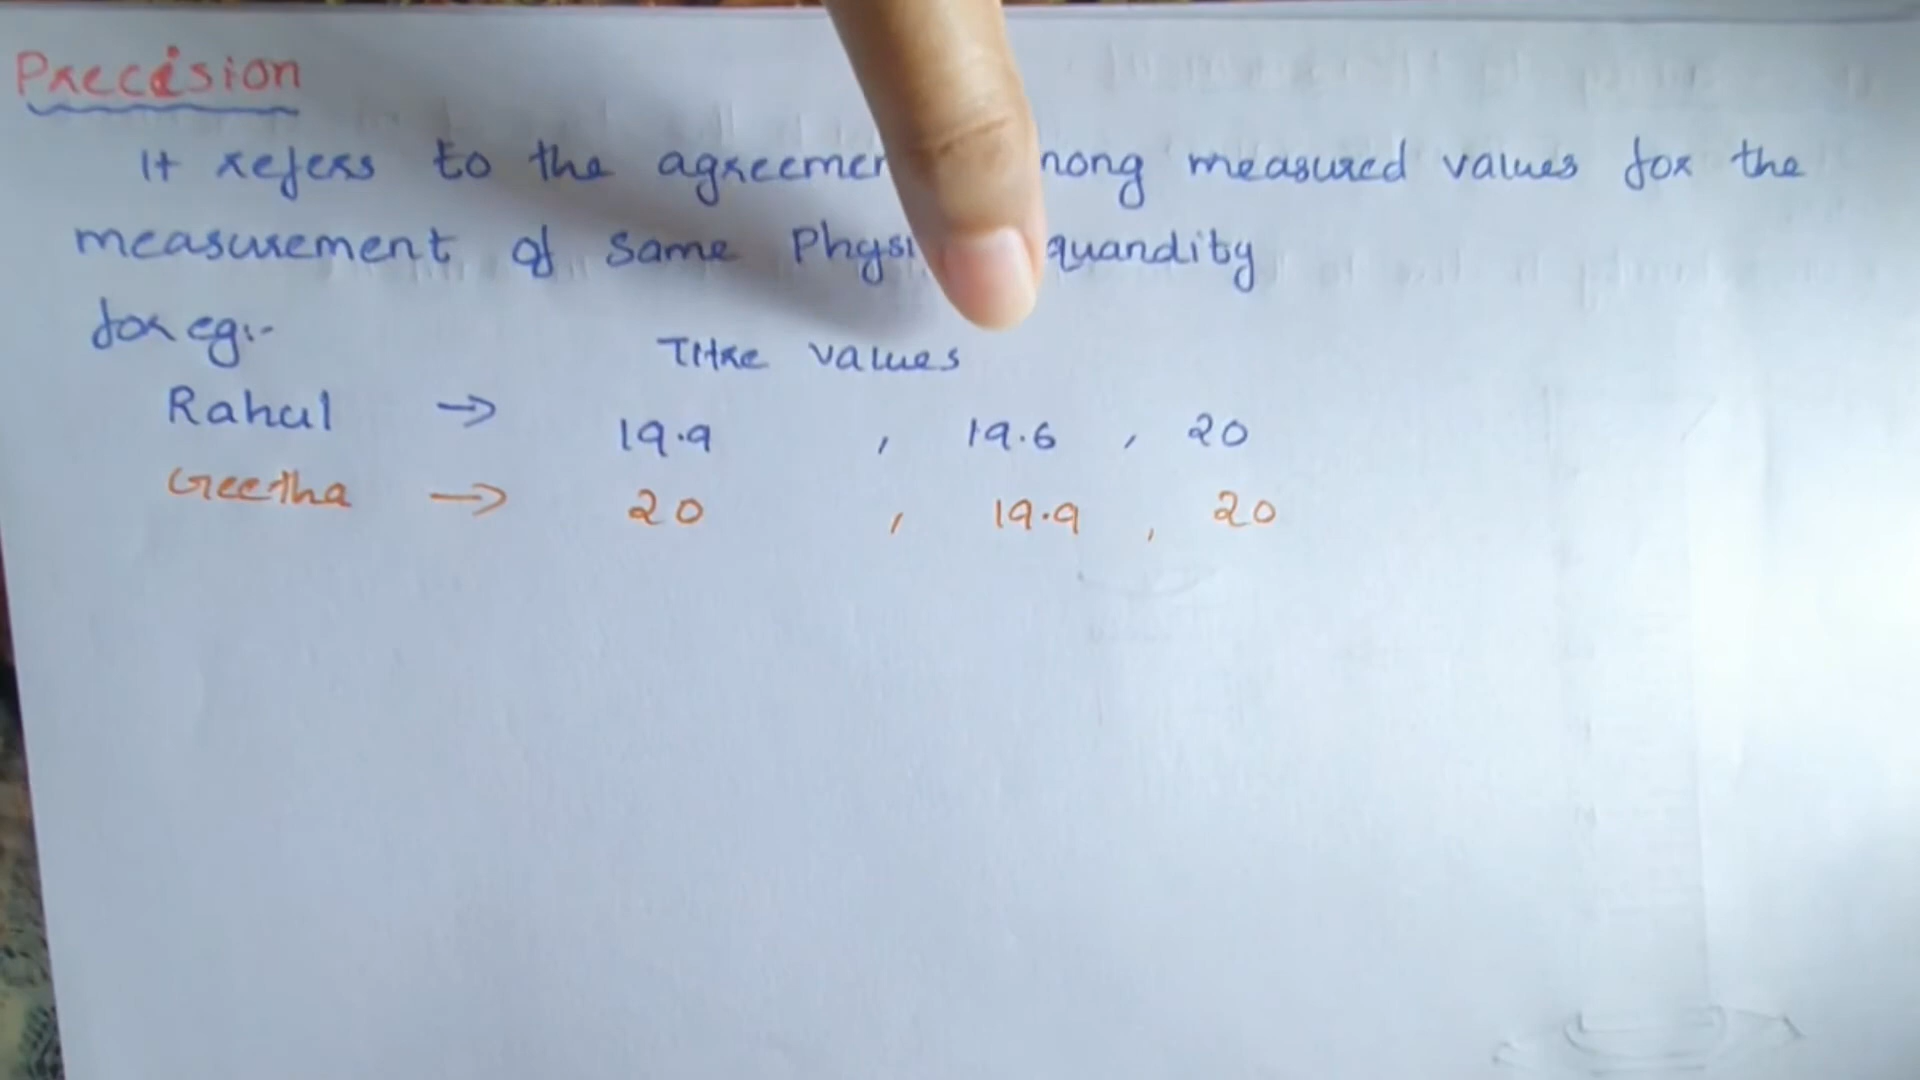 Precision
It refers to the agreemen mong measured values for the
measurement of same Physi quandity
for eg:-
Titre values
Rahul → 19.9 , 19.6 , 20
Geetha → 20 , 19.9 , 20